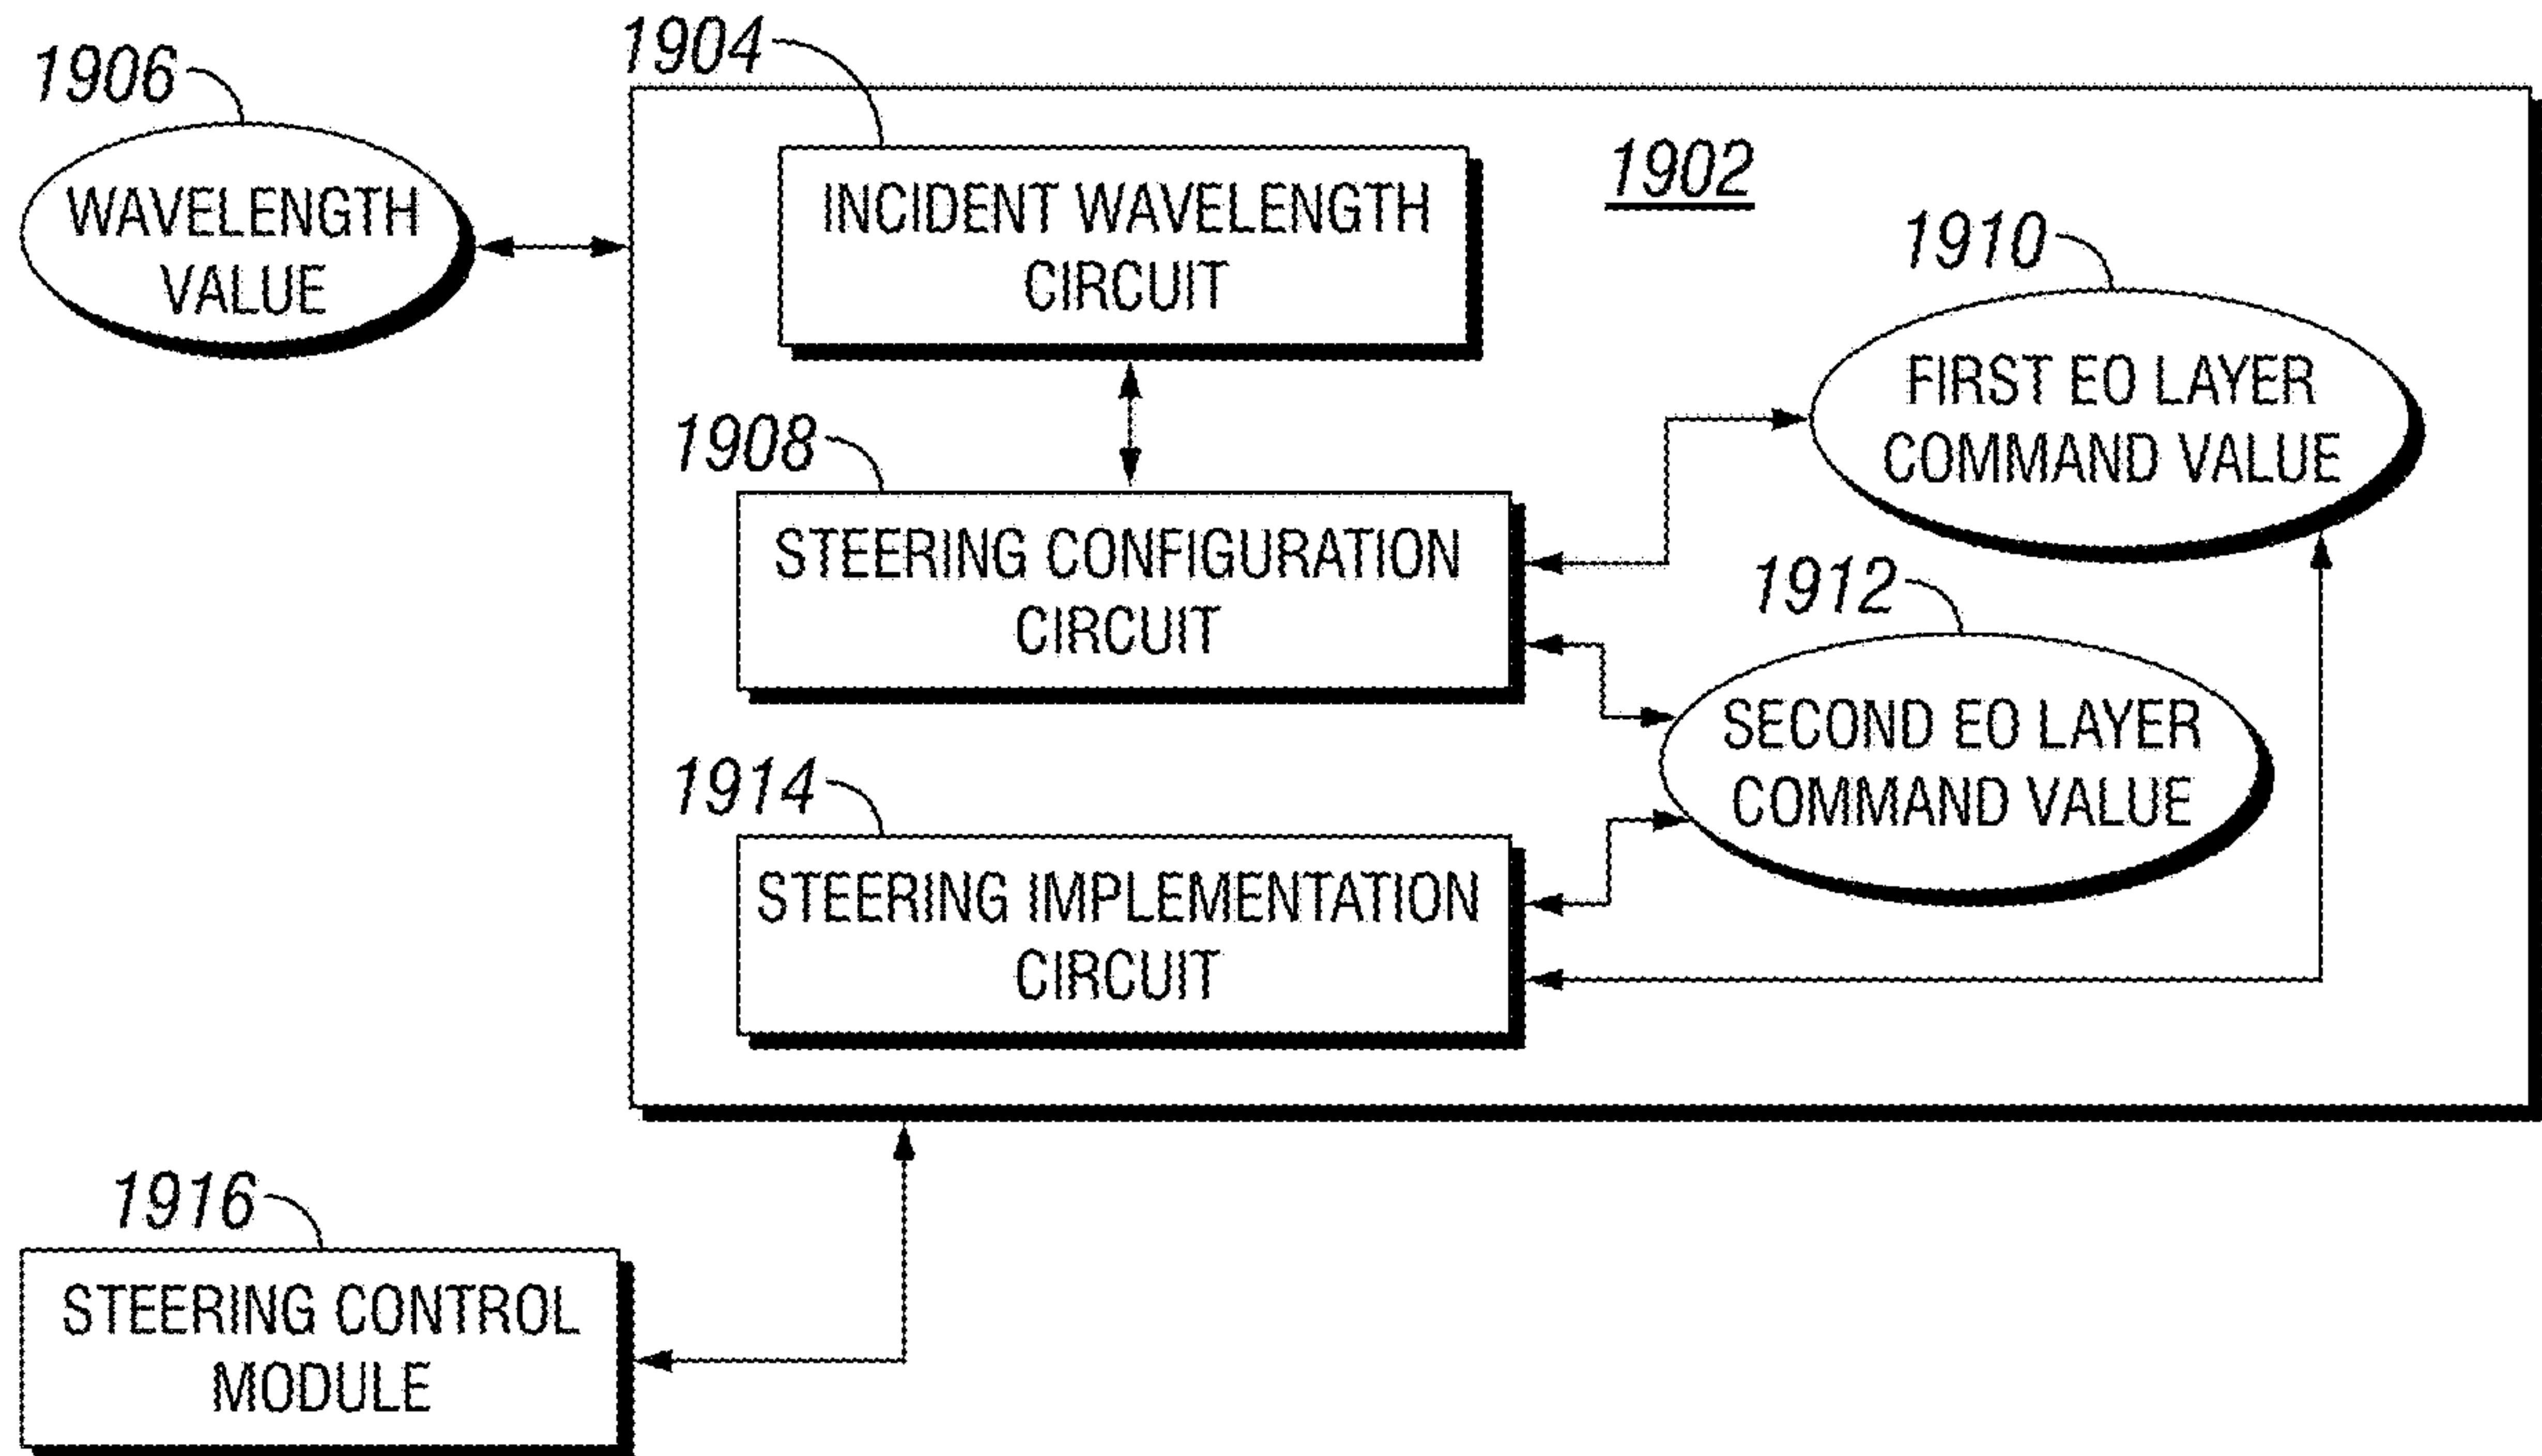 1904
1906
1902
WAVELENGTH
VALUE
INCIDENT WAVELENGTH
CIRCUIT
1910
FIRST EO LAYER
COMMAND VALUE
1908
STEERING CONFIGURATION
CIRCUIT
1912
SECOND EO LAYER
COMMAND VALUE
1914
STEERING IMPLEMENTATION
CIRCUIT
1916
STEERING CONTROL
MODULE